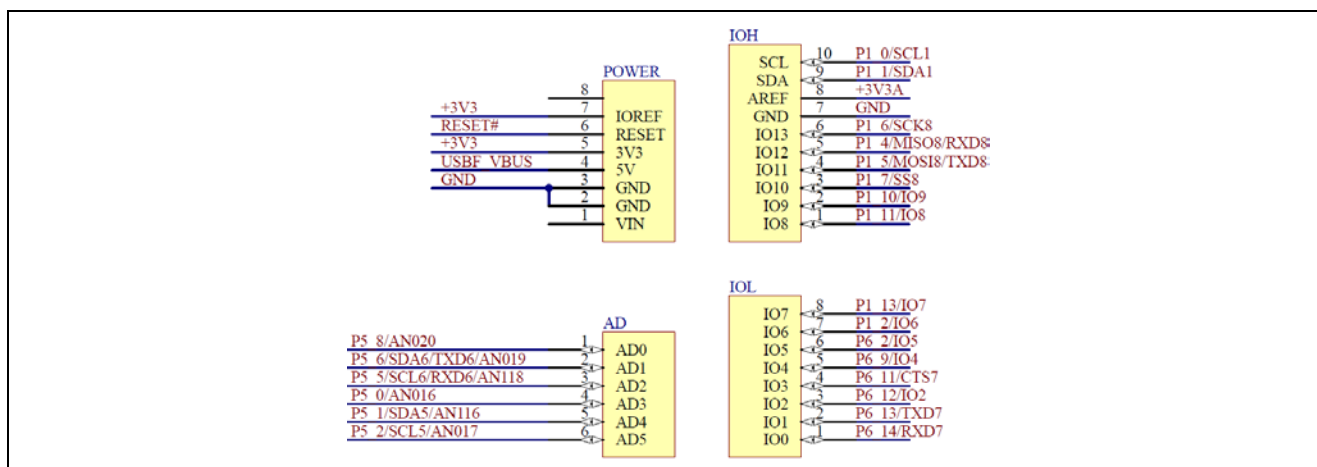 POWER
8
+3V3 7 IOREF
RESET# 6 RESET
+3V3 5 3V3
USBF_VBUS 4 5V
GND 3 GND
2 GND
1 VIN
IOH
SCL 10 P1_0/SCL1
SDA 9 P1_1/SDA1
AREF 8 +3V3A
GND 7 GND
IO13 6 P1_6/SCK8
IO12 5 P1_4/MISO8/RXD8
IO11 4 P1_5/MOSI8/TXD8
IO10 3 P1_7/SS8
IO9 2 P1_10/IO9
IO8 1 P1_11/IO8
AD
P5_8/AN020 1 AD0
P5_6/SDA6/TXD6/AN019 2 AD1
P5_5/SCL6/RXD6/AN118 3 AD2
P5_0/AN016 4 AD3
P5_1/SDA5/AN116 5 AD4
P5_2/SCL5/AN017 6 AD5
IOL
IO7 8 P1_13/IO7
IO6 7 P1_2/IO6
IO5 6 P6_2/IO5
IO4 5 P6_9/IO4
IO3 4 P6_11/CTS7
IO2 3 P6_12/IO2
IO1 2 P6_13/TXD7
IO0 1 P6_14/RXD7